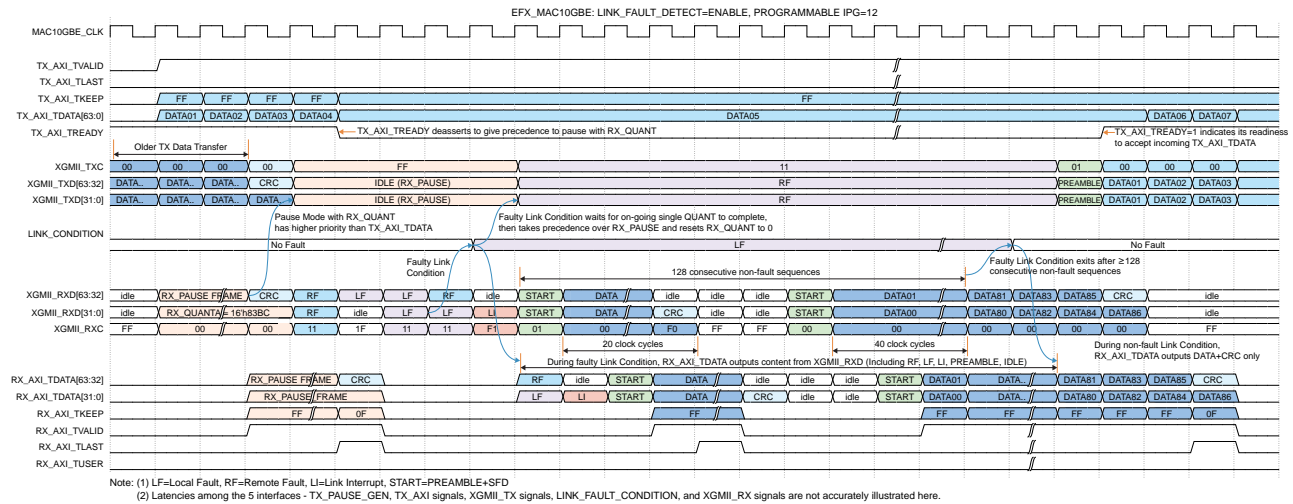 EFX_MAC10GBE: LINK_FAULT_DETECT=ENABLE, PROGRAMMABLE IPG=12
MAC10GBE_CLK
TX_AXI_TVALID
TX_AXI_TLAST
TX_AXI_TKEEP FF FF FF FF FF
TX_AXI_TDATA[63:0] DATA01 DATA02 DATA03 DATA04 DATA05 DATA06 DATA07
TX_AXI_TREADY TX_AXI_TREADY deasserts to give precedence to pause with RX_QUANT TX_AXI_TREADY=1 indicates its readiness
to accept incoming TX_AXI_TDATA
Older TX Data Transfer
XGMII_TXC 00 00 00 00 FF 11 01 00 00 00
XGMII_TXD[63:32] DATA.. DATA.. DATA.. CRC IDLE (RX_PAUSE) RF PREAMBLE DATA01 DATA02 DATA03
XGMII_TXD[31:0] DATA.. DATA.. DATA.. DATA.. IDLE (RX_PAUSE) RF PREAMBLE DATA01 DATA02 DATA03
Pause Mode with RX_QUANT
has higher priority than TX_AXI_TDATA
Faulty Link Condition waits for on-going single QUANT to complete,
then takes precedence over RX_PAUSE and resets RX_QUANT to 0
LINK_CONDITION No Fault LF No Fault
Faulty Link
Condition
128 consecutive non-fault sequences
Faulty Link Condition exits after ≥128
consecutive non-fault sequences
XGMII_RXD[63:32] idle RX_PAUSE FRAME CRC RF LF LF RF idle START DATA idle idle idle START DATA01 DATA81 DATA83 DATA85 CRC idle
XGMII_RXD[31:0] idle RX_QUANTA = 16'h83BC RF idle LF LF LI START DATA CRC idle idle START DATA00 DATA80 DATA82 DATA84 DATA86 idle
XGMII_RXC FF 00 00 11 1F 11 11 F1 01 00 F0 FF FF 00 00 00 00 00 00 FF
20 clock cycles
40 clock cycles
During non-fault Link Condition,
RX_AXI_TDATA outputs DATA+CRC only
During faulty Link Condition, RX_AXI_TDATA outputs content from XGMII_RXD (Including RF, LF, LI, PREAMBLE, IDLE)
RX_AXI_TDATA[63:32] RX_PAUSE FRAME CRC RF idle START DATA idle idle idle START DATA01 DATA.. DATA81 DATA83 DATA85 CRC
RX_AXI_TDATA[31:0] RX_PAUSE FRAME LF LI START DATA CRC idle idle START DATA00 DATA.. DATA80 DATA82 DATA84 DATA86
RX_AXI_TKEEP FF 0F FF FF FF FF FF FF 0F
RX_AXI_TVALID
RX_AXI_TLAST
RX_AXI_TUSER
Note: (1) LF=Local Fault, RF=Remote Fault, LI=Link Interrupt, START=PREAMBLE+SFD
(2) Latencies among the 5 interfaces - TX_PAUSE_GEN, TX_AXI signals, XGMII_TX signals, LINK_FAULT_CONDITION, and XGMII_RX signals are not accurately illustrated here.